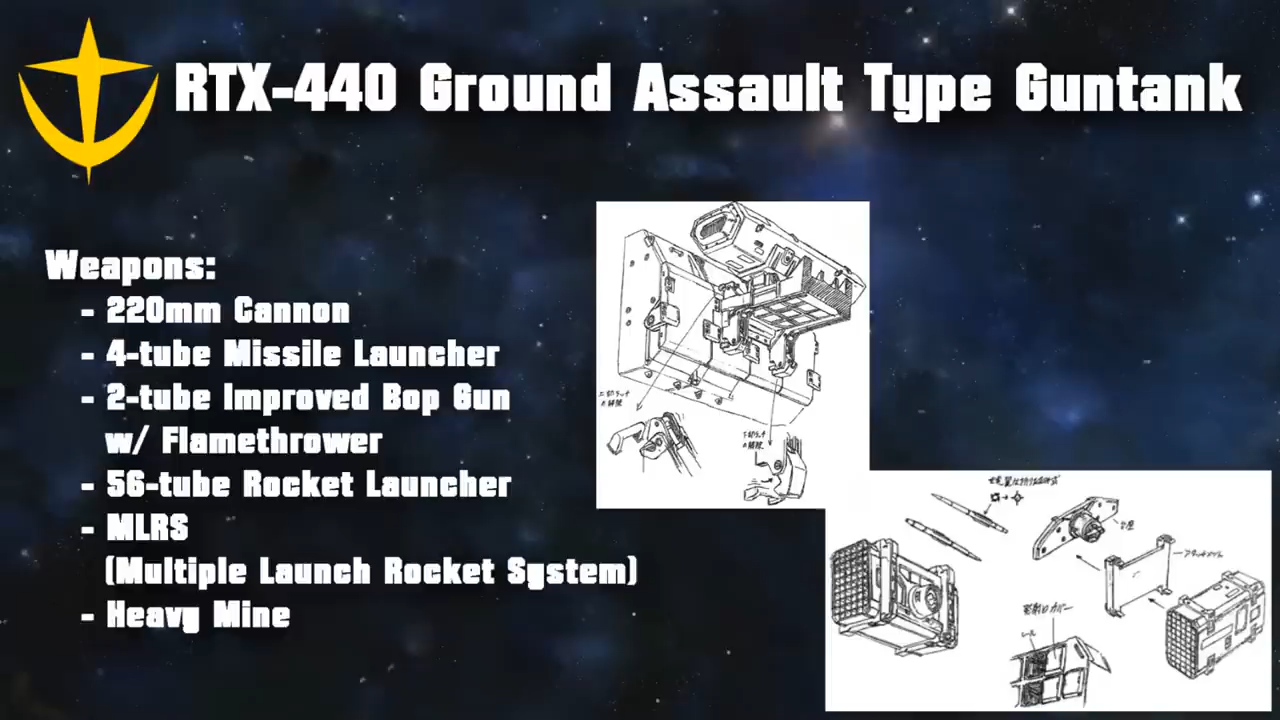 RTX-440 Ground Assault Type Guntank
Weapons:
- 220mm Cannon
- 4-tube Missile Launcher
- 2-tube Improved Bop Gun
w/ Flamethrower
- 56-tube Rocket Launcher
- MLRS
(Multiple Launch Rocket System)
- Heavy Mine